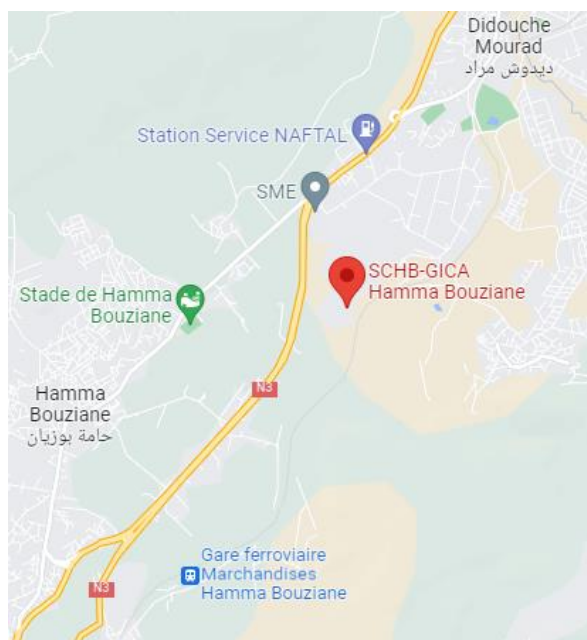 Didouche
Mourad
ديدوش مراد
Station Service NAFTAL
SME
SCHB-GICA
Hamma Bouziane
Stade de Hamma
Bouziane
N3
Hamma
Bouziane
حامة بوزيان
Gare ferroviaire
Marchandises
Hamma Bouziane
N3